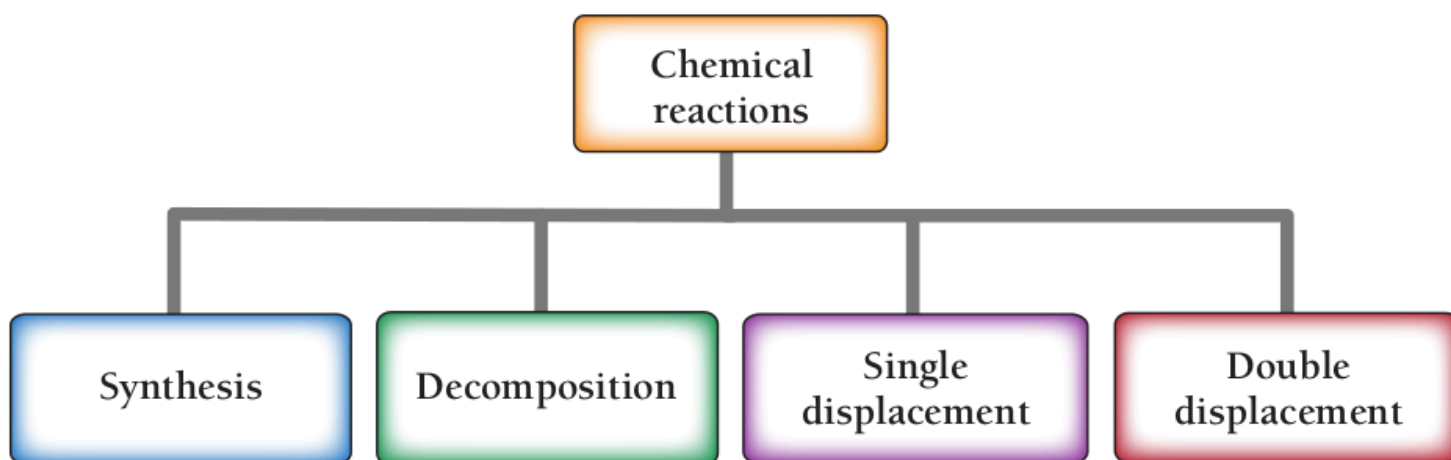 Chemical
reactions
Synthesis
Decomposition
Single
displacement
Double
displacement